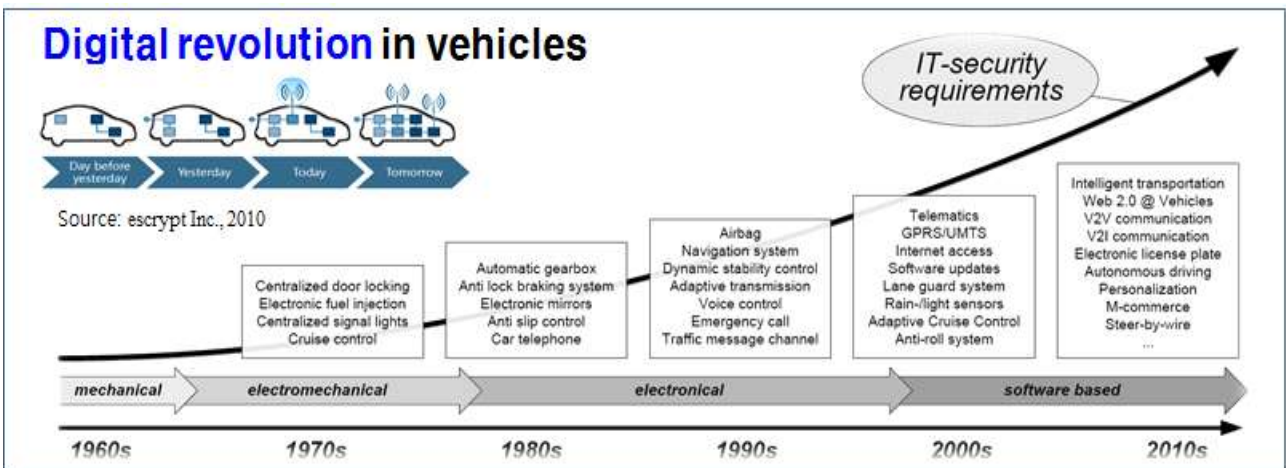 Digital revolution in vehicles
IT-security
requirements
Day before
yesterday
Yesterday
Today
Tomorrow
Source: escrypt Inc., 2010
Centralized door locking
Electronic fuel injection
Centralized signal lights
Cruise control
Automatic gearbox
Anti lock braking system
Electronic mirrors
Anti slip control
Car telephone
Airbag
Navigation system
Dynamic stability control
Adaptive transmission
Voice control
Emergency call
Traffic message channel
Telematics
GPRS/UMTS
Internet access
Software updates
Lane guard system
Rain-/light sensors
Adaptive Cruise Control
Anti-roll system
Intelligent transportation
Web 2.0 @ Vehicles
V2V communication
V2I communication
Electronic license plate
Autonomous driving
Personalization
M-commerce
Steer-by-wire
...
mechanical
electromechanical
electronical
software based
1960s
1970s
1980s
1990s
2000s
2010s